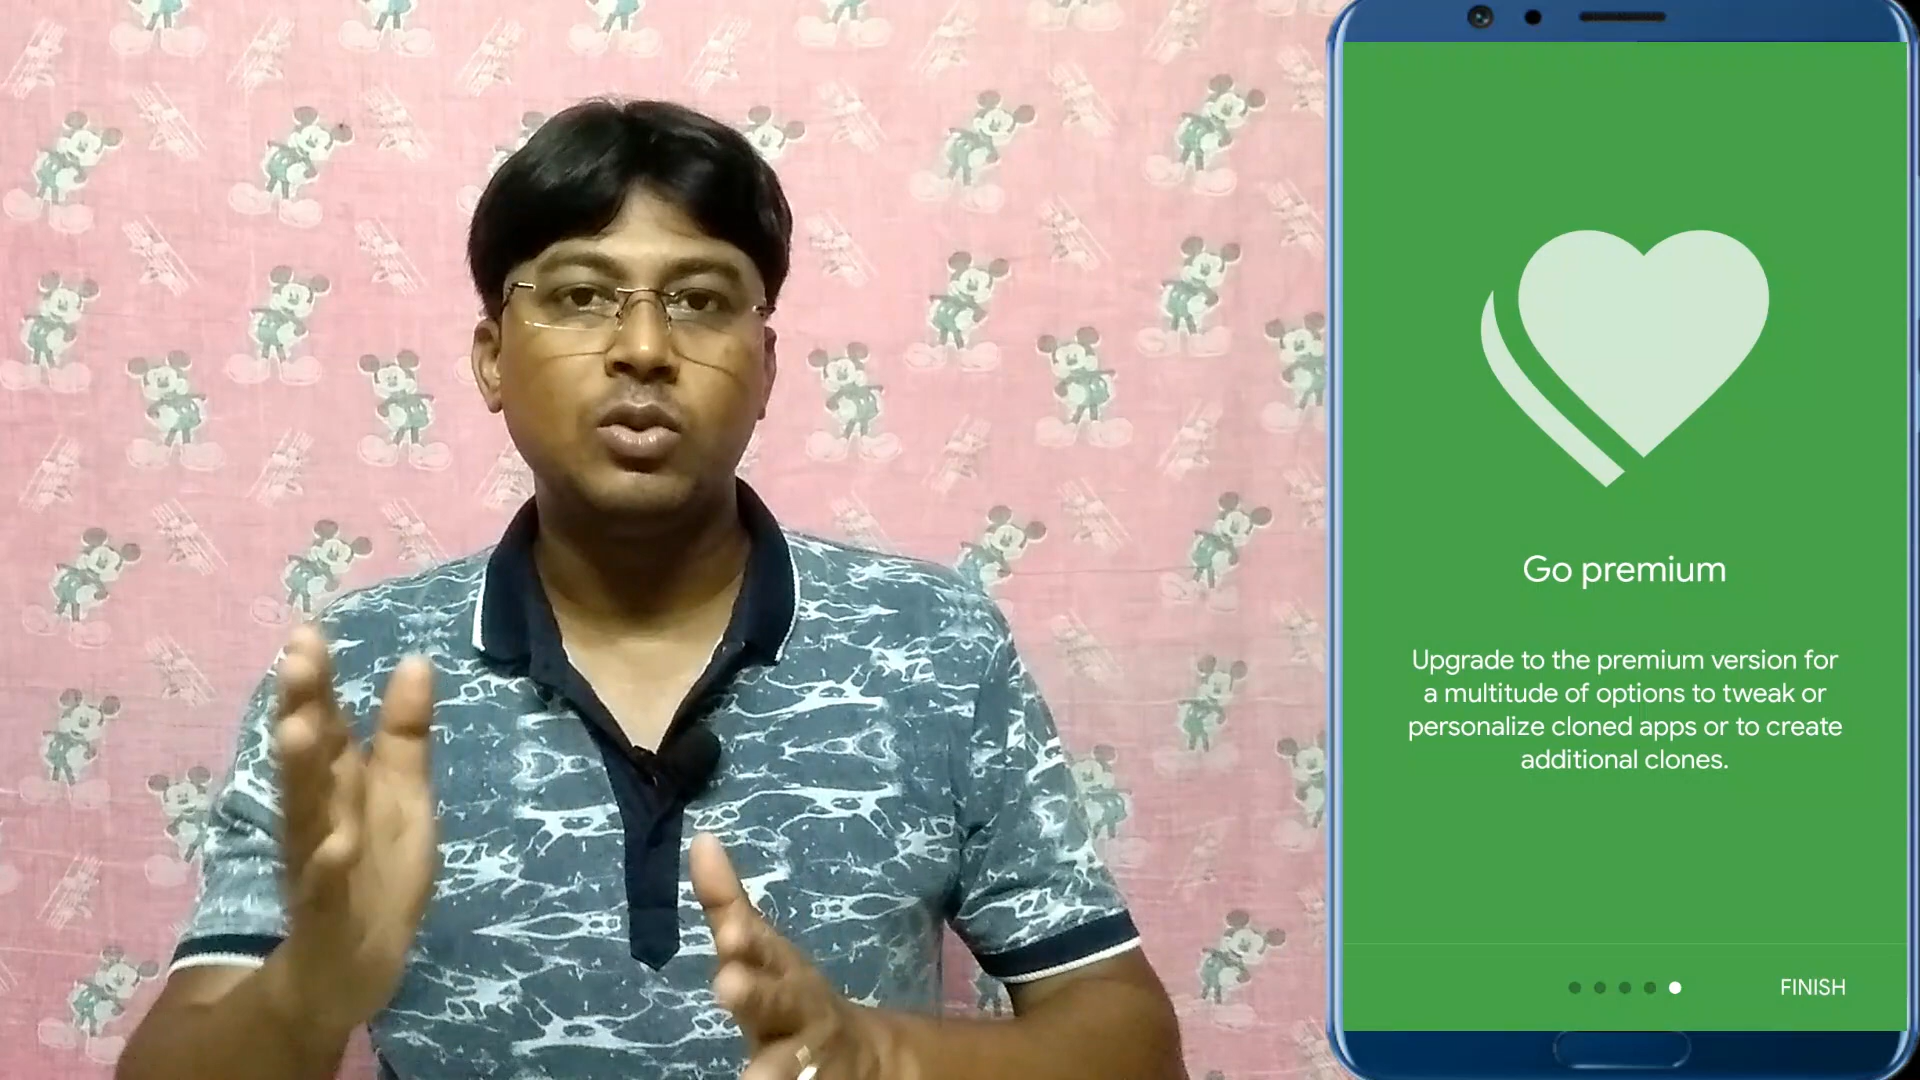 Go premium
Upgrade to the premium version for
a multitude of options to tweak or
personalize cloned apps or to create
additional clones.
FINISH